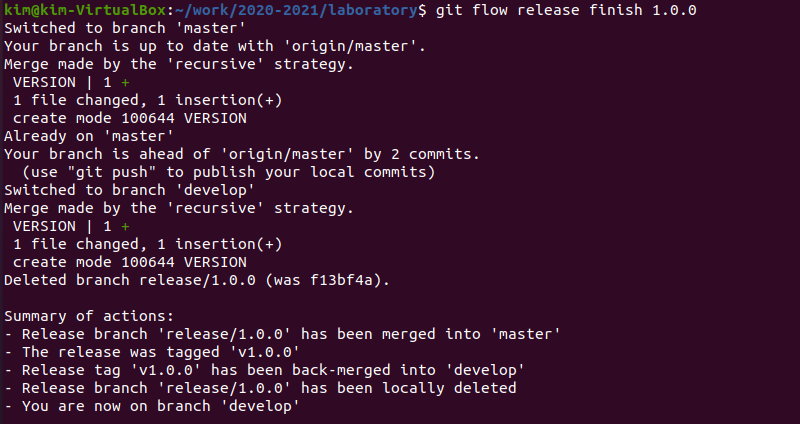 kim@kim-VirtualBox:~/work/2020-2021/laboratory$ git flow release finish 1.0.0
Switched to branch 'master'
Your branch is up to date with 'origin/master'.
Merge made by the 'recursive' strategy.
 VERSION | 1 +
 1 file changed, 1 insertion(+)
 create mode 100644 VERSION
Already on 'master'
Your branch is ahead of 'origin/master' by 2 commits.
  (use "git push" to publish your local commits)
Switched to branch 'develop'
Merge made by the 'recursive' strategy.
 VERSION | 1 +
 1 file changed, 1 insertion(+)
 create mode 100644 VERSION
Deleted branch release/1.0.0 (was f13bf4a).

Summary of actions:
- Release branch 'release/1.0.0' has been merged into 'master'
- The release was tagged 'v1.0.0'
- Release tag 'v1.0.0' has been back-merged into 'develop'
- Release branch 'release/1.0.0' has been locally deleted
- You are now on branch 'develop'